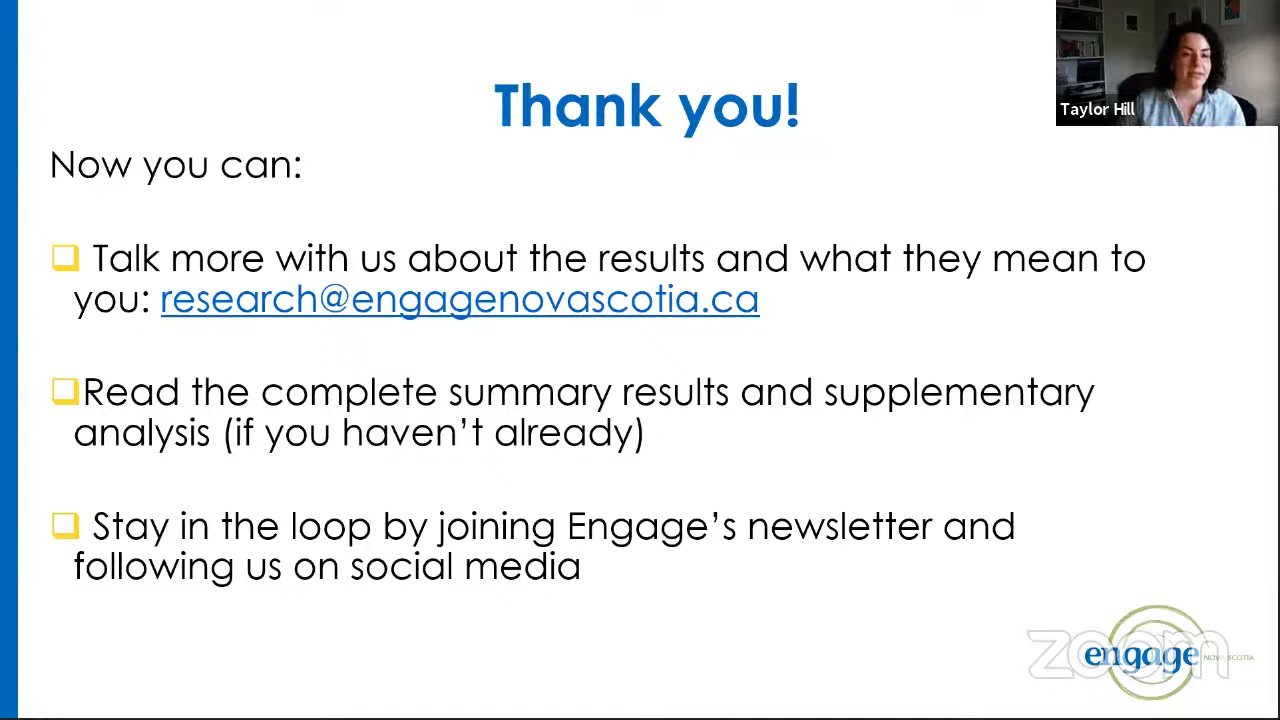 Thank you!
Taylor Hill
Now you can:
Talk more with us about the results and what they mean to
you: research@engagenovascotia.ca
Read the complete summary results and supplementary
analysis (if you haven’t already)
Stay in the loop by joining Engage’s newsletter and
following us on social media
zoom
engage NOVA SCOTIA